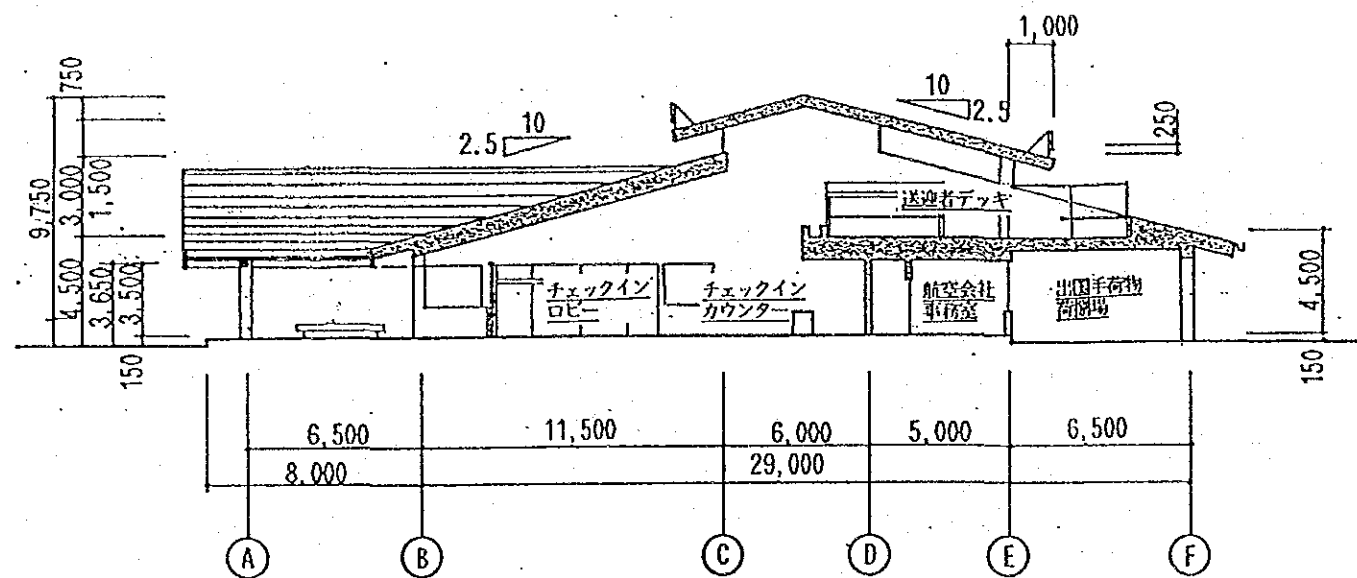 1,000
750
10
2.5
10
2.5
250
9,750
4,500
3,000
1,500
3,650
3,500
150
送迎者デッキ
チェックイン
ロビー
チェックイン
カウンター
航空会社
事務室
出国手荷物
荷捌場
4,500
150
6,500
11,500
6,000
5,000
6,500
8,000
29,000
A
B
C
D
E
F